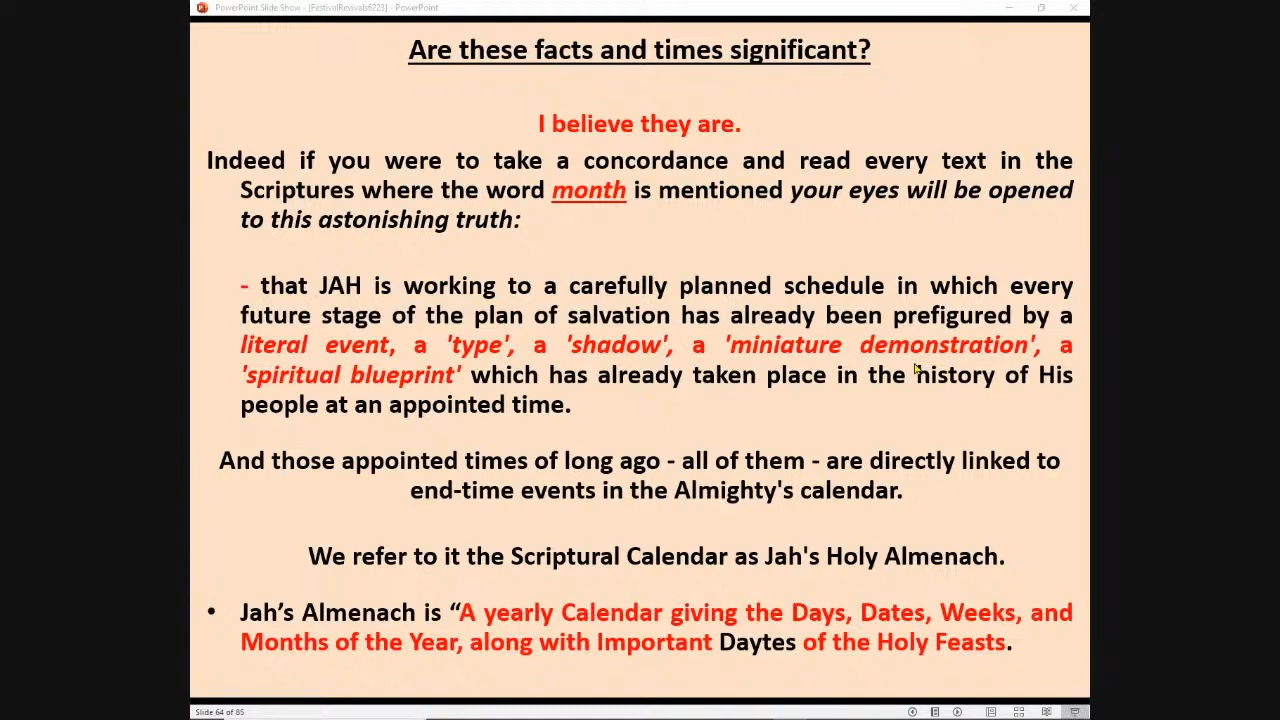 PowerPoint Slide Show - [FestivalRevivals6223] - PowerPoint
Are these facts and times significant?
I believe they are.
Indeed if you were to take a concordance and read every text in the
Scriptures where the word month is mentioned your eyes will be opened
to this astonishing truth:
- that JAH is working to a carefully planned schedule in which every
future stage of the plan of salvation has already been prefigured by a
literal event, a 'type', a 'shadow', a 'miniature demonstration', a
'spiritual blueprint' which has already taken place in the history of His
people at an appointed time.
And those appointed times of long ago - all of them - are directly linked to
end-time events in the Almighty's calendar.
We refer to it the Scriptural Calendar as Jah's Holy Almenach.
• Jah’s Almenach is “A yearly Calendar giving the Days, Dates, Weeks, and
Months of the Year, along with Important Daytes of the Holy Feasts.
Slide 64 of 85